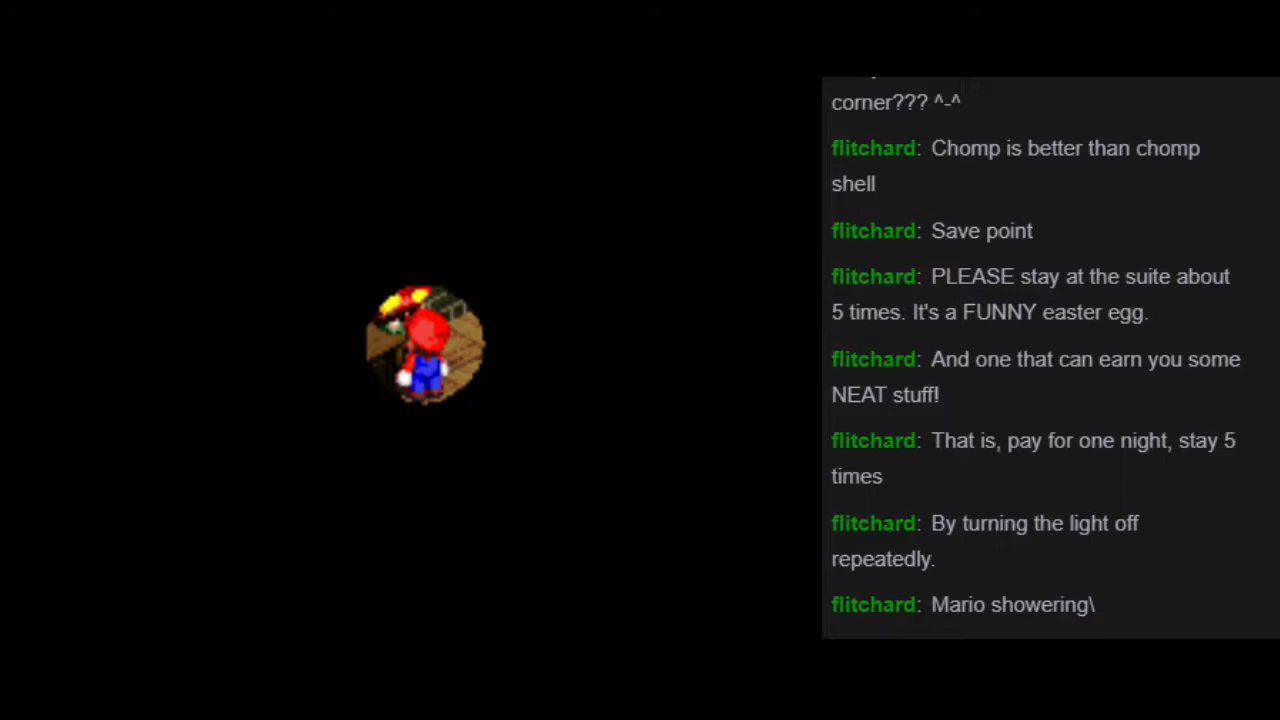 corner??? ^-^
flitchard: Chomp is better than chomp
shell
flitchard: Save point
flitchard: PLEASE stay at the suite about
5 times. It's a FUNNY easter egg.
flitchard: And one that can earn you some
NEAT stuff!
flitchard: That is, pay for one night, stay 5
times
flitchard: By turning the light off
repeatedly.
flitchard: Mario showering\